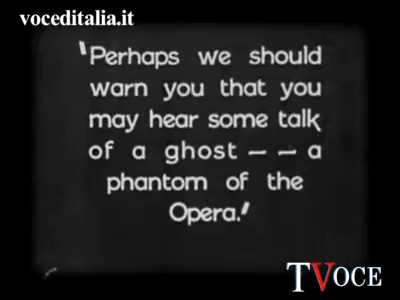 voceditalia.it
"Perhaps we should
warn you that you
may hear some talk
of a ghost — — a
phantom of the
Opera."
TVOCE